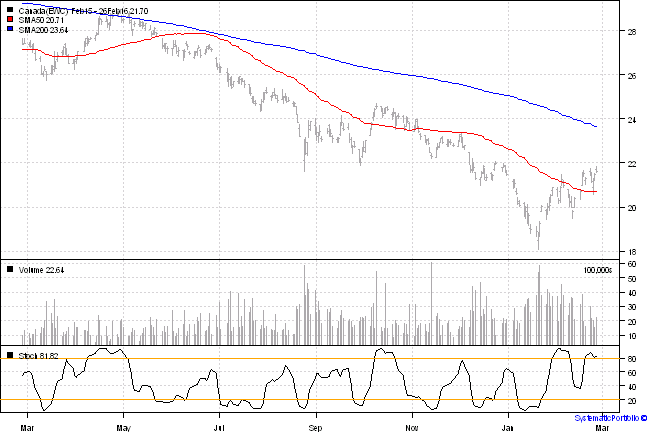 Canada(EWC) Feb15 - 26Feb16,21.70
SMA50 20.71
SMA200 23.64
28
26
24
22
20
18
Volume 22.64
100,000s
60
50
40
30
20
10
Stoch 81.82
80
60
40
20
Mar May Jul Sep Nov Jan Mar
SystematicPortfolio ©